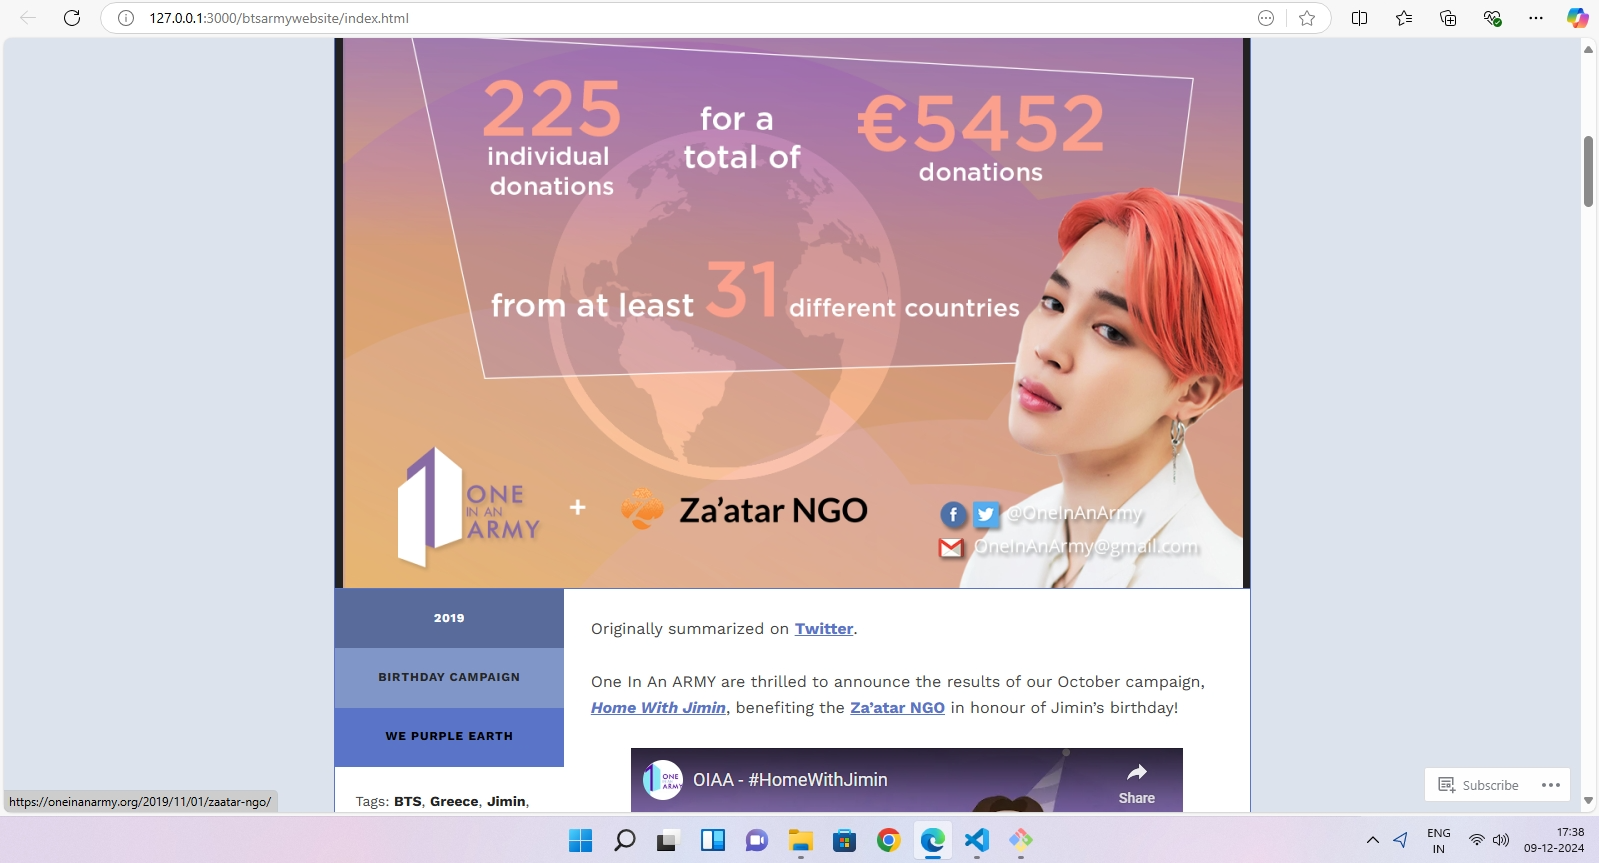 127.0.0.1:3000/btsarmywebsite/index.html
225
individual
donations
for a
total of
€5452
donations
from at least 31 different countries
ONE
IN AN
ARMY
+
Za’atar NGO
@OneInAnArmy
OneInAnArmy@gmail.com
2019
BIRTHDAY CAMPAIGN
WE PURPLE EARTH
Tags: BTS, Greece, Jimin,
Originally summarized on Twitter.
One In An ARMY are thrilled to announce the results of our October campaign,
Home With Jimin, benefiting the Za’atar NGO in honour of Jimin’s birthday!
ONE
IN AN
ARMY
OIAA - #HomeWithJimin
Share
Subscribe
https://oneinanarmy.org/2019/11/01/zaatar-ngo/
ENG
IN
17:38
09-12-2024